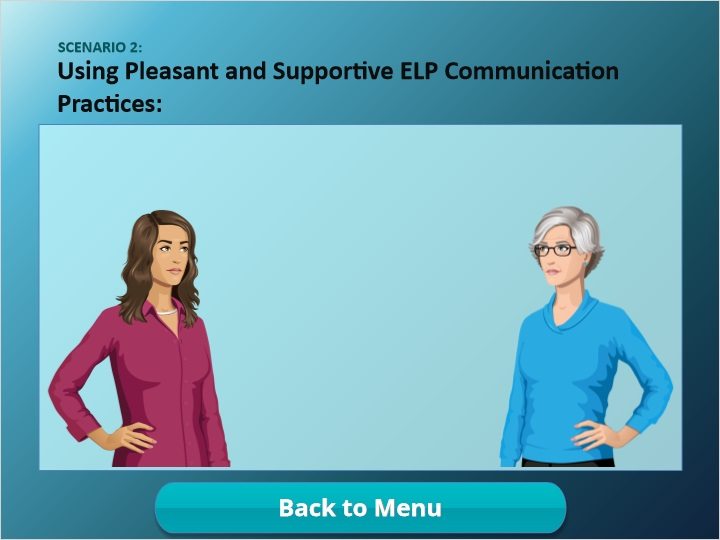 SCENARIO 2:
Using Pleasant and Supportive ELP Communication
Practices:
Back to Menu